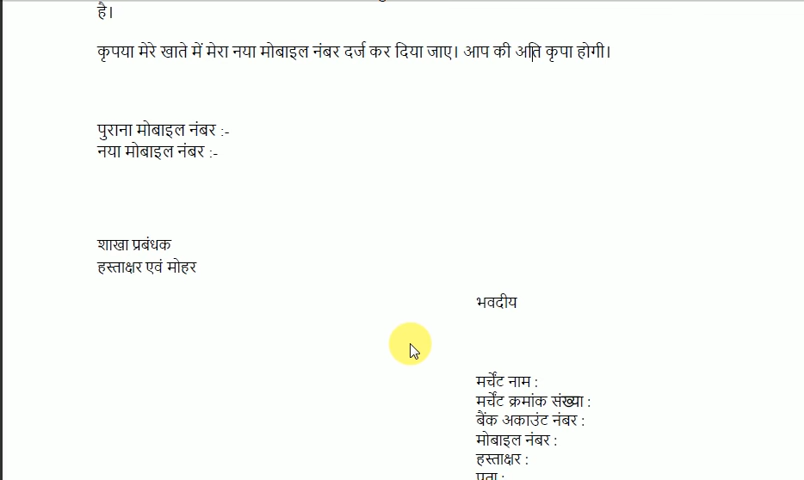 है।
कृपया मेरे खाते में मेरा नया मोबाइल नंबर दर्ज कर दिया जाए। आप की अति कृपा होगी।
पुराना मोबाइल नंबर :-
नया मोबाइल नंबर :-
शाखा प्रबंधक
हस्ताक्षर एवं मोहर
भवदीय
मर्चेंट नाम :
मर्चेंट क्रमांक संख्या :
बैंक अकाउंट नंबर :
मोबाइल नंबर :
हस्ताक्षर :
पता :